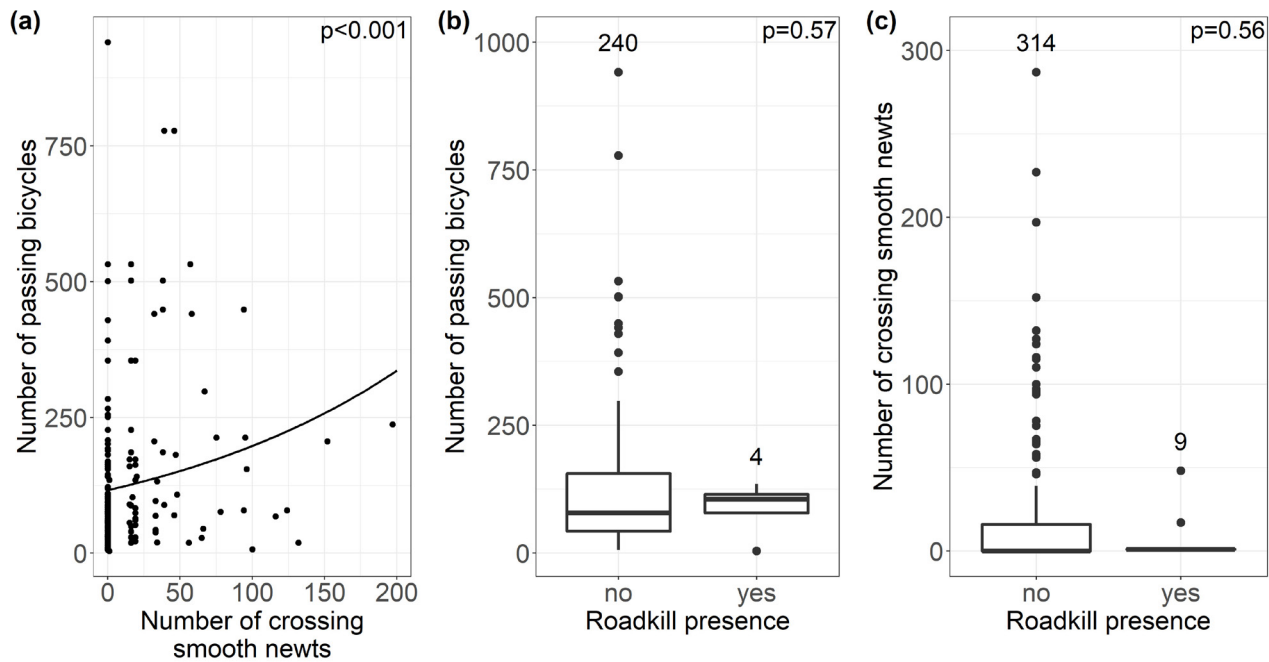 (a)
p<0.001
Number of passing bicycles
750
500
250
0
0 50 100 150 200
Number of crossing
smooth newts
(b)
p=0.57
240
4
Number of passing bicycles
1000
750
500
250
0
no yes
Roadkill presence
(c)
p=0.56
314
9
Number of crossing smooth newts
300
200
100
0
no yes
Roadkill presence